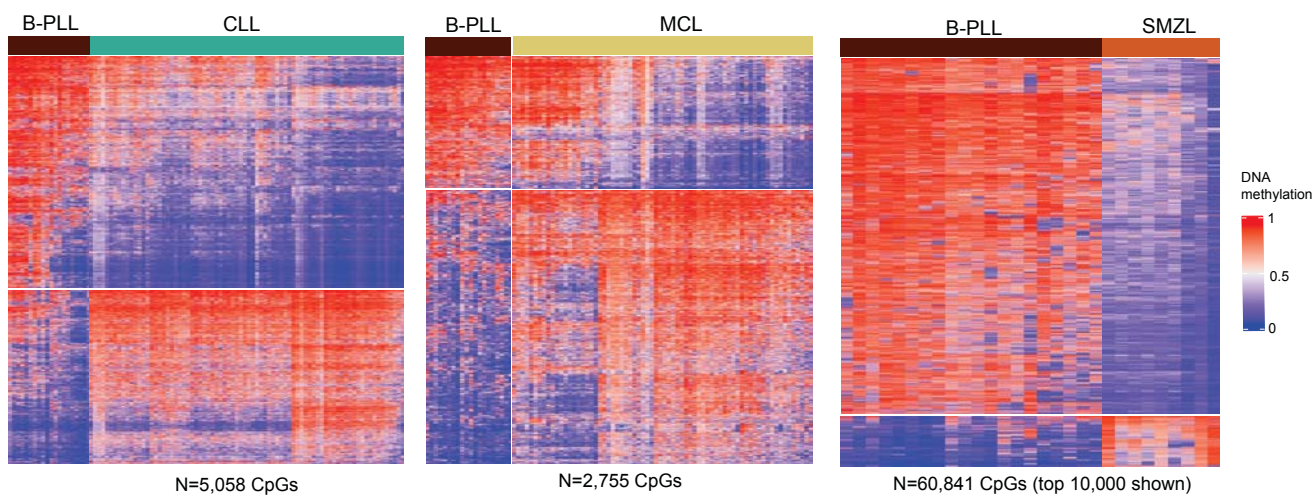 B-PLL CLL
B-PLL MCL
B-PLL SMZL
DNA
methylation
1
0.5
0
N=5,058 CpGs
N=2,755 CpGs
N=60,841 CpGs (top 10,000 shown)